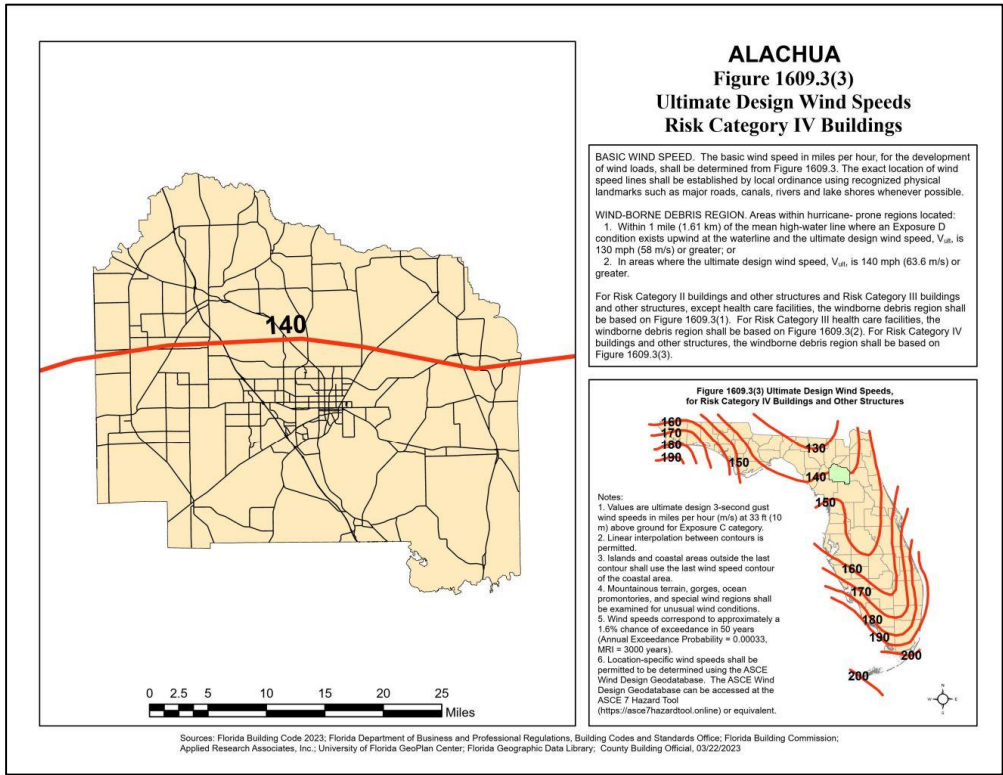 ALACHUA
Figure 1609.3(3)
Ultimate Design Wind Speeds
Risk Category IV Buildings
BASIC WIND SPEED.  The basic wind speed in miles per hour, for the development
of wind loads, shall be determined from Figure 1609.3. The exact location of wind
speed lines shall be established by local ordinance using recognized physical
landmarks such as major roads, canals, rivers and lake shores whenever possible.
WIND-BORNE DEBRIS REGION. Areas within hurricane- prone regions located:
1.  Within 1 mile (1.61 km) of the mean high-water line where an Exposure D
condition exists upwind at the waterline and the ultimate design wind speed, Vult, is
130 mph (58 m/s) or greater; or
2.  In areas where the ultimate design wind speed, Vult, is 140 mph (63.6 m/s) or
greater.
For Risk Category II buildings and other structures and Risk Category III buildings
and other structures, except health care facilities, the windborne debris region shall
be based on Figure 1609.3(1).  For Risk Category III health care facilities, the
windborne debris region shall be based on Figure 1609.3(2). For Risk Category IV
buildings and other structures, the windborne debris region shall be based on
Figure 1609.3(3).
140
0 2.5 5 10 15 20 25
Miles
Figure 1609.3(3) Ultimate Design Wind Speeds,
for Risk Category IV Buildings and Other Structures
160
170
180
190
150
130
140
150
160
170
180
190
200
200
Notes:
1. Values are ultimate design 3-second gust
wind speeds in miles per hour (m/s) at 33 ft (10
m) above ground for Exposure C category.
2. Linear interpolation between contours is
permitted.
3. Islands and coastal areas outside the last
contour shall use the last wind speed contour
of the coastal area.
4. Mountainous terrain, gorges, ocean
promontories, and special wind regions shall
be examined for unusual wind conditions.
5. Wind speeds correspond to approximately a
1.6% chance of exceedance in 50 years
(Annual Exceedance Probability = 0.00033,
MRI = 3000 years).
6. Location-specific wind speeds shall be
permitted to be determined using the ASCE
Wind Design Geodatabase.  The ASCE Wind
Design Geodatabase can be accessed at the
ASCE 7 Hazard Tool
(https://asce7hazardtool.online) or equivalent.
N
W E
S
Sources: Florida Building Code 2023; Florida Department of Business and Professional Regulations, Building Codes and Standards Office; Florida Building Commission;
Applied Research Associates, Inc.; University of Florida GeoPlan Center; Florida Geographic Data Library;  County Building Official, 03/22/2023